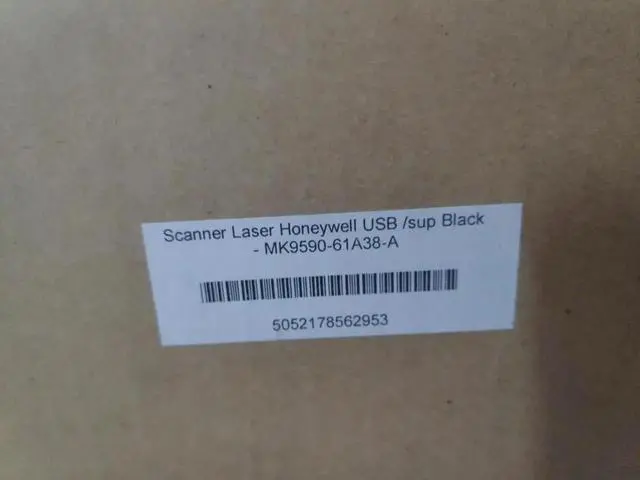 Scanner Laser Honeywell USB /sup Black
- MK9590-61A38-A
5052178562953